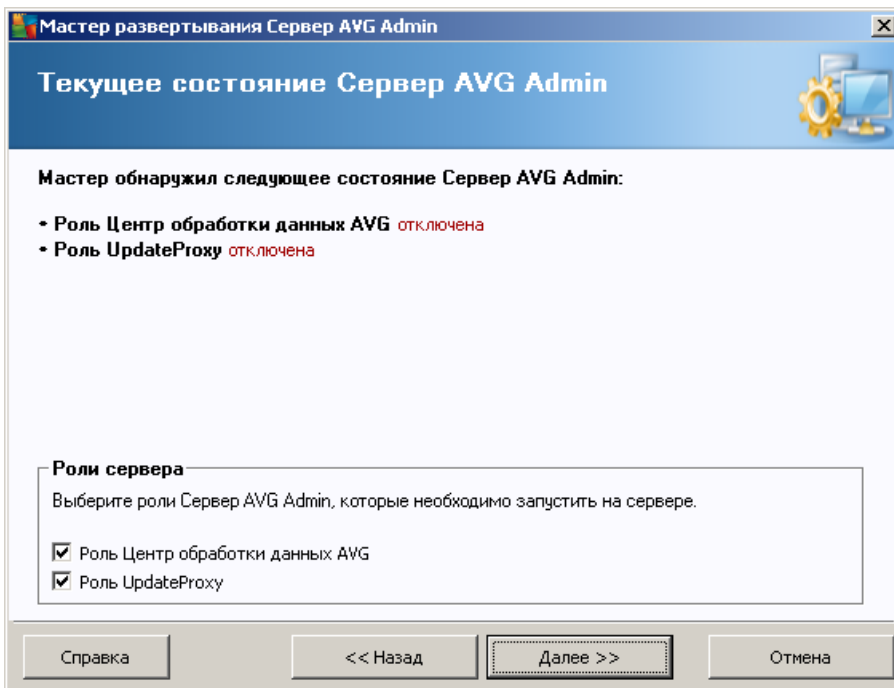 Мастер развертывания Сервер AVG Admin
Текущее состояние Сервер AVG Admin
Мастер обнаружил следующее состояние Сервер AVG Admin:
• Роль Центр обработки данных AVG отключена
• Роль UpdateProxy отключена
Роли сервера
Выберите роли Сервер AVG Admin, которые необходимо запустить на сервере.
Роль Центр обработки данных AVG
Роль UpdateProxy
Справка
<< Назад
Далее >>
Отмена